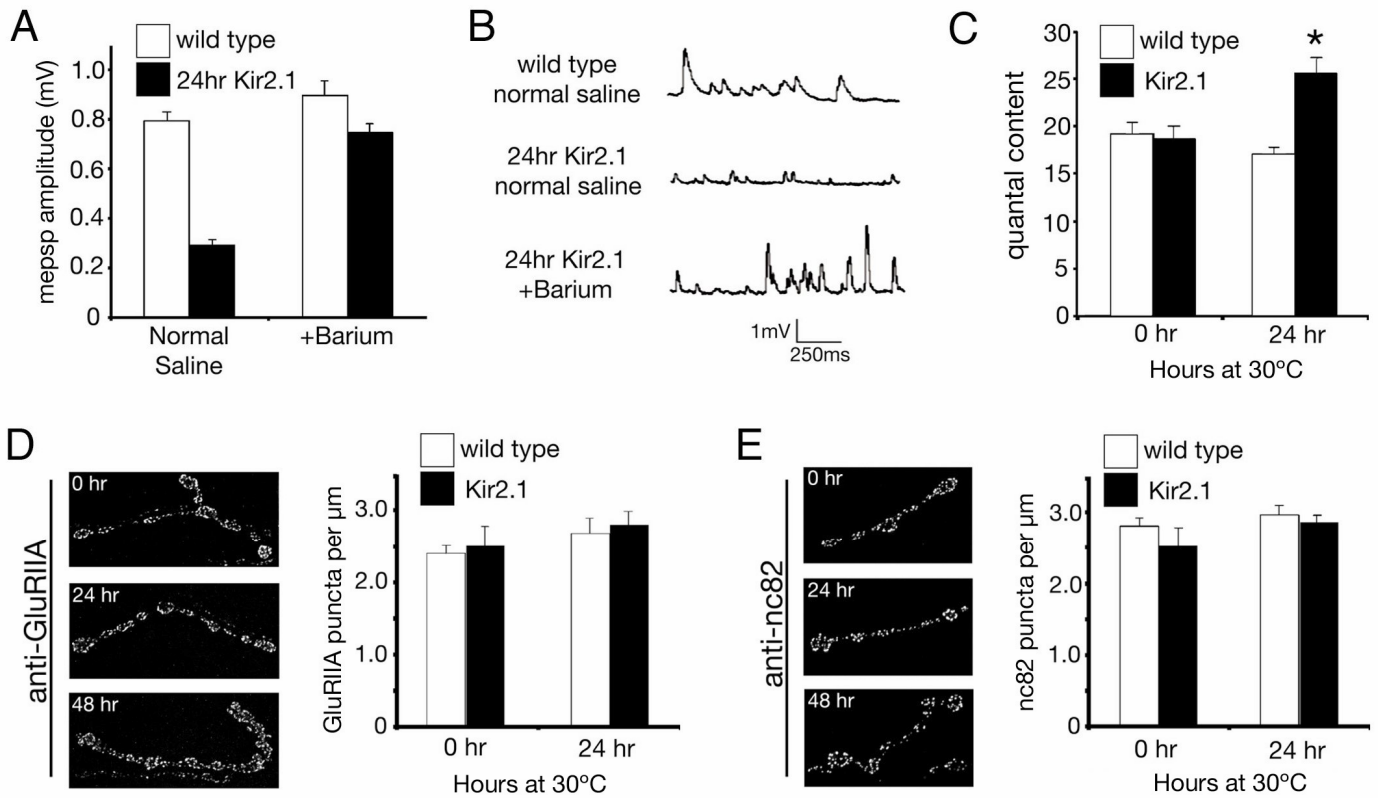 A
wild type
24hr Kir2.1
mepsp amplitude (mV)
1.0
0.8
0.6
0.4
0.2
0
Normal
Saline
+Barium
B
wild type
normal saline
24hr Kir2.1
normal saline
24hr Kir2.1
+Barium
1mV
250ms
C
wild type
Kir2.1
*
quantal content
30
25
20
15
10
5
0
0 hr
24 hr
Hours at 30°C
D
anti-GluRIIA
0 hr
24 hr
48 hr
wild type
Kir2.1
GluRIIA puncta per µm
3.0
2.0
1.0
0
0 hr
24 hr
Hours at 30°C
E
anti-nc82
0 hr
24 hr
48 hr
wild type
Kir2.1
nc82 puncta per µm
3.0
2.0
1.0
0
0 hr
24 hr
Hours at 30°C